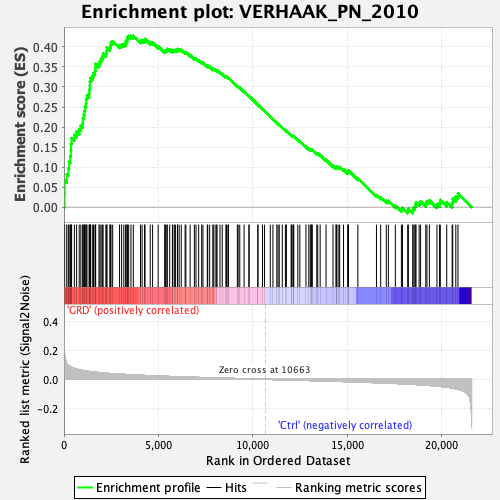 Enrichment plot: VERHAAK_PN_2010
Enrichment score (ES)
0.40
0.35
0.30
0.25
0.20
0.15
0.10
0.05
0.00
'GRD' (positively correlated)
Ranked list metric (Signal2Noise)
0.4
0.2
0.0
-0.2
Zero cross at 10663
'Ctrl' (negatively correlated)
0
5,000
10,000
15,000
20,000
Rank in Ordered Dataset
Enrichment profile
Hits
Ranking metric scores